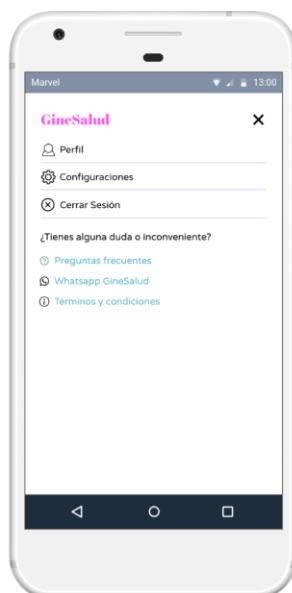 Marvel 13:00
GineSalud
Perfil
Configuraciones
Cerrar Sesión
¿Tienes alguna duda o inconveniente?
Preguntas frecuentes
Whatsapp GineSalud
Términos y condiciones